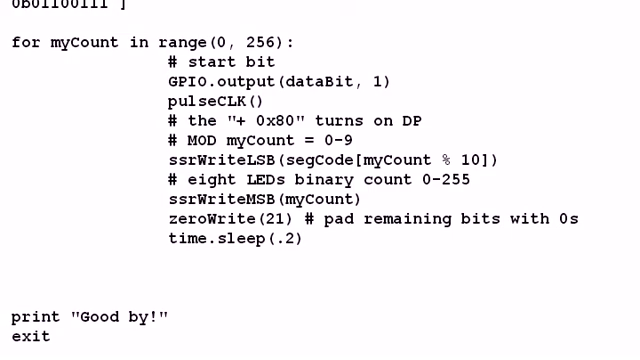 0b01100111 ]
for myCount in range(0, 256):
# start bit
GPIO.output(dataBit, 1)
pulseCLK()
# the "+ 0x80" turns on DP
# MOD myCount = 0-9
ssrWriteLSB(segCode[myCount % 10])
# eight LEDs binary count 0-255
ssrWriteMSB(myCount)
zeroWrite(21) # pad remaining bits with 0s
time.sleep(.2)
print "Good by!"
exit